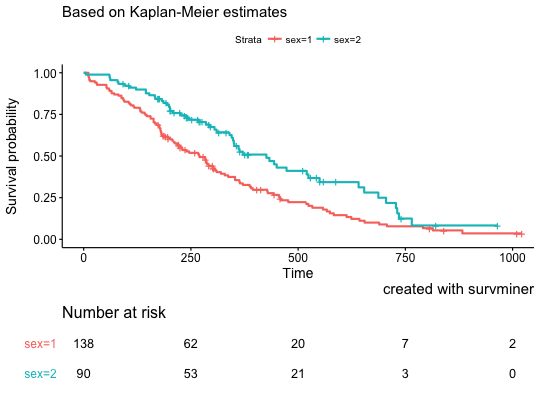 Based on Kaplan-Meier estimates
Strata sex=1 sex=2
Survival probability
1.00
0.75
0.50
0.25
0.00
0 250 500 750 1000
Time
created with survminer
Number at risk
sex=1 138 62 20 7 2
sex=2 90 53 21 3 0